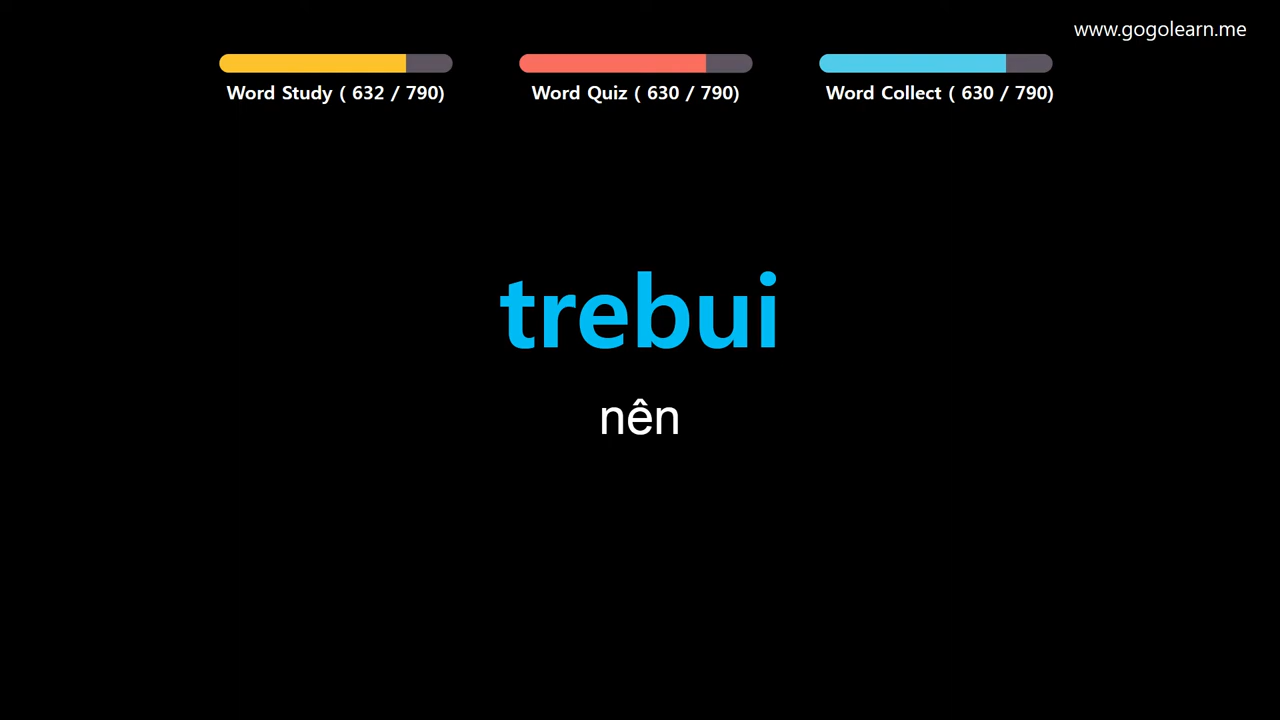 www.gogolearn.me
Word Study ( 632 / 790)
Word Quiz ( 630 / 790)
Word Collect ( 630 / 790)
trebui
nên